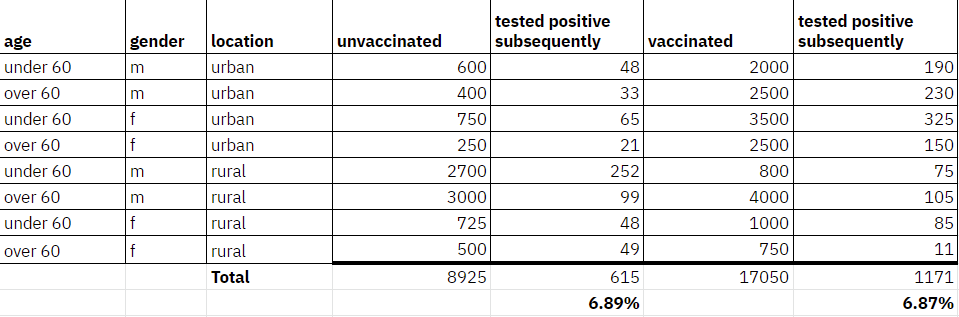 age gender location unvaccinated tested positive subsequently vaccinated tested positive subsequently
under 60 m urban 600 48 2000 190
over 60 m urban 400 33 2500 230
under 60 f urban 750 65 3500 325
over 60 f urban 250 21 2500 150
under 60 m rural 2700 252 800 75
over 60 m rural 3000 99 4000 105
under 60 f rural 725 48 1000 85
over 60 f rural 500 49 750 11
Total 8925 615 17050 1171
6.89% 6.87%